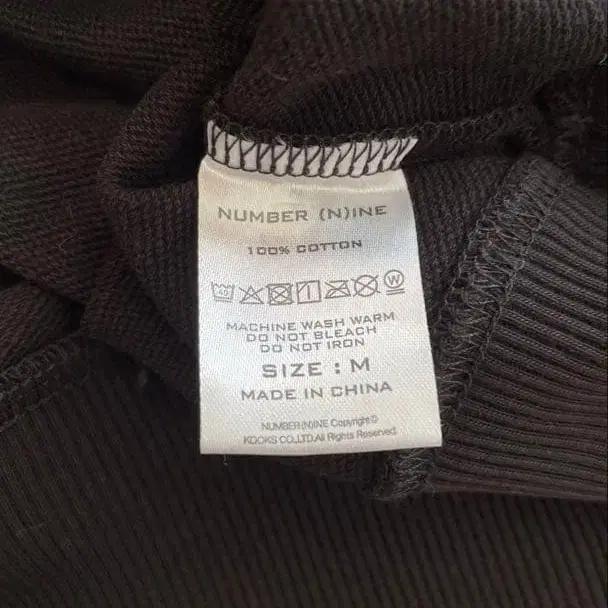 NUMBER (N)INE
100% COTTON
40 W
MACHINE WASH WARM
DO NOT BLEACH
DO NOT IRON
SIZE : M
MADE IN CHINA
NUMBER(N)INE Copyright©
KOOKS CO.,LTD.All Rights Reserved.